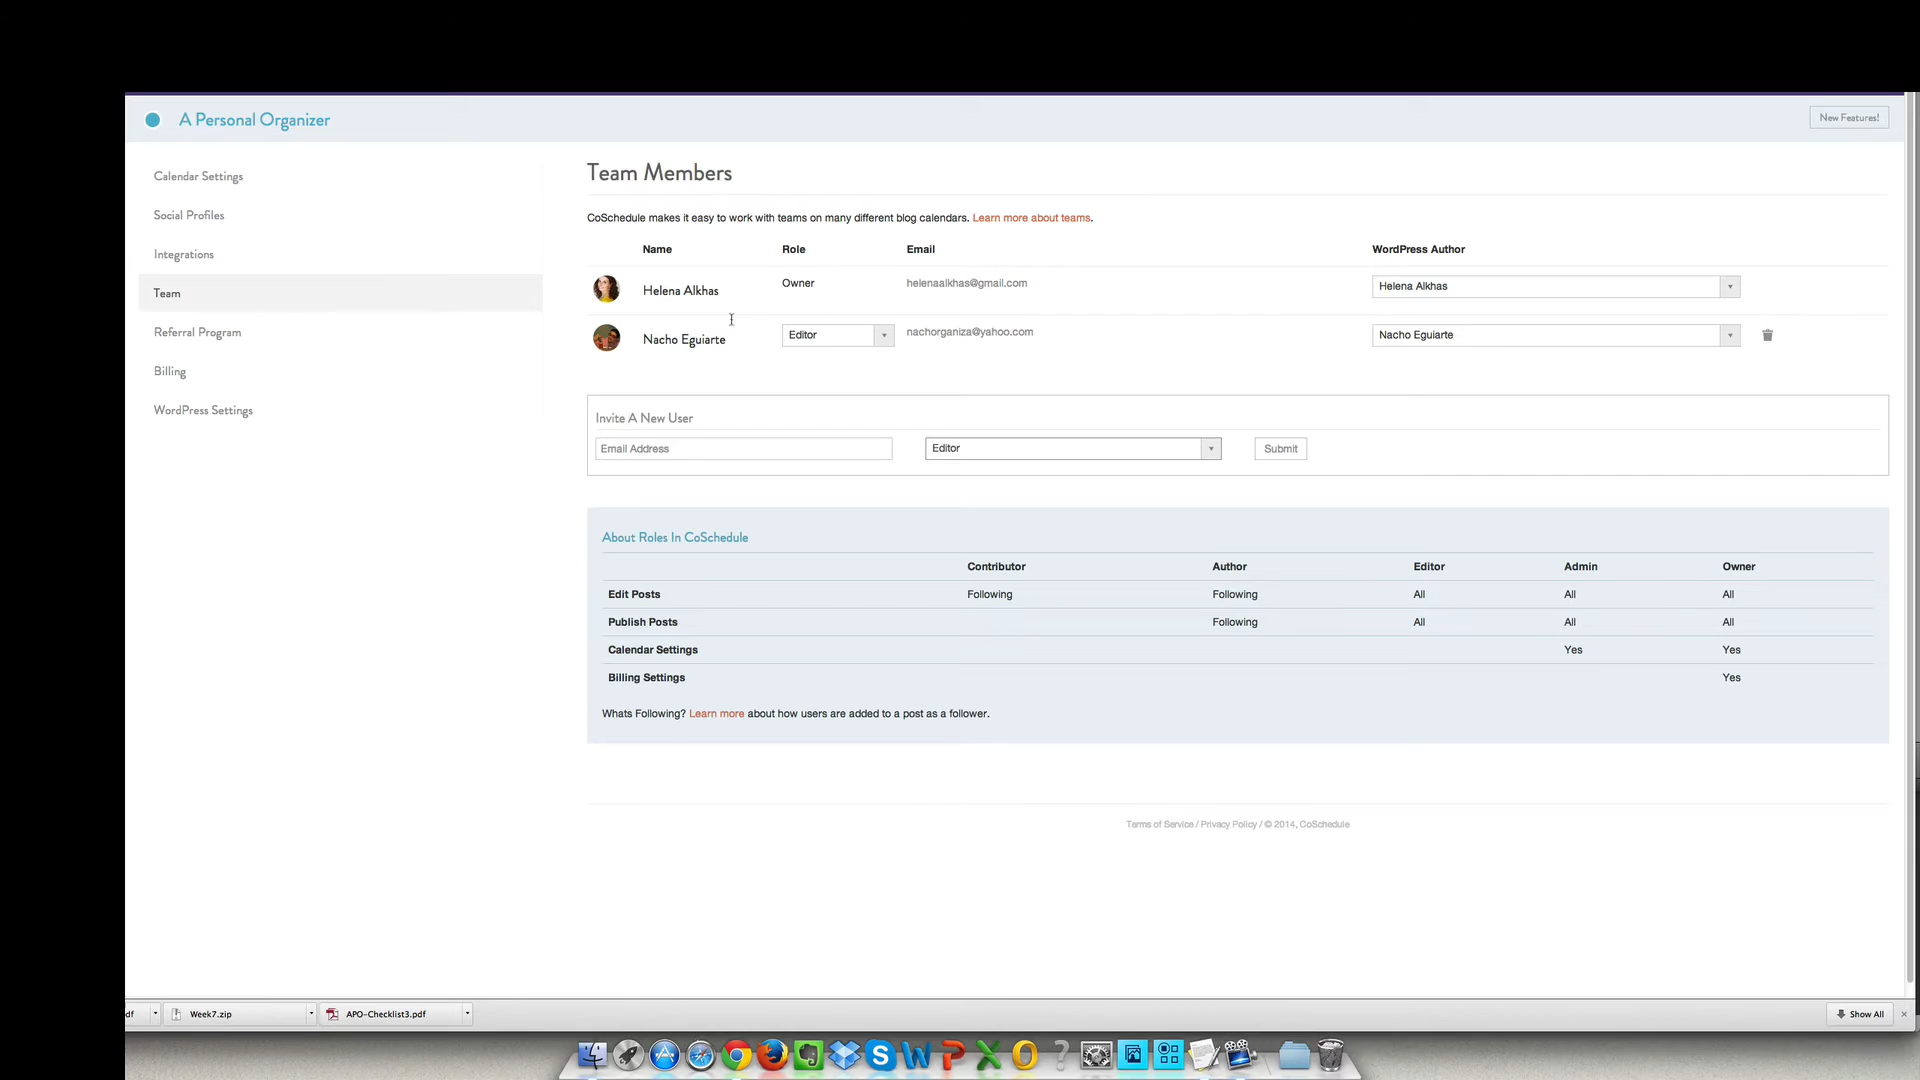 A Personal Organizer
New Features!
Calendar Settings
Social Profiles
Integrations
Team
Referral Program
Billing
WordPress Settings
Team Members
CoSchedule makes it easy to work with teams on many different blog calendars. Learn more about teams.
Name Role Email WordPress Author
Helena Alkhas Owner helenaalkhas@gmail.com Helena Alkhas
Nacho Eguiarte Editor nachorganiza@yahoo.com Nacho Eguiarte
Invite A New User
Email Address Editor Submit
About Roles In CoSchedule
Contributor Author Editor Admin Owner
Edit Posts Following Following All All All
Publish Posts Following All All All
Calendar Settings Yes Yes
Billing Settings Yes
Whats Following? Learn more about how users are added to a post as a follower.
Terms of Service / Privacy Policy / © 2014, CoSchedule
df Week7.zip APO-Checklist3.pdf Show All